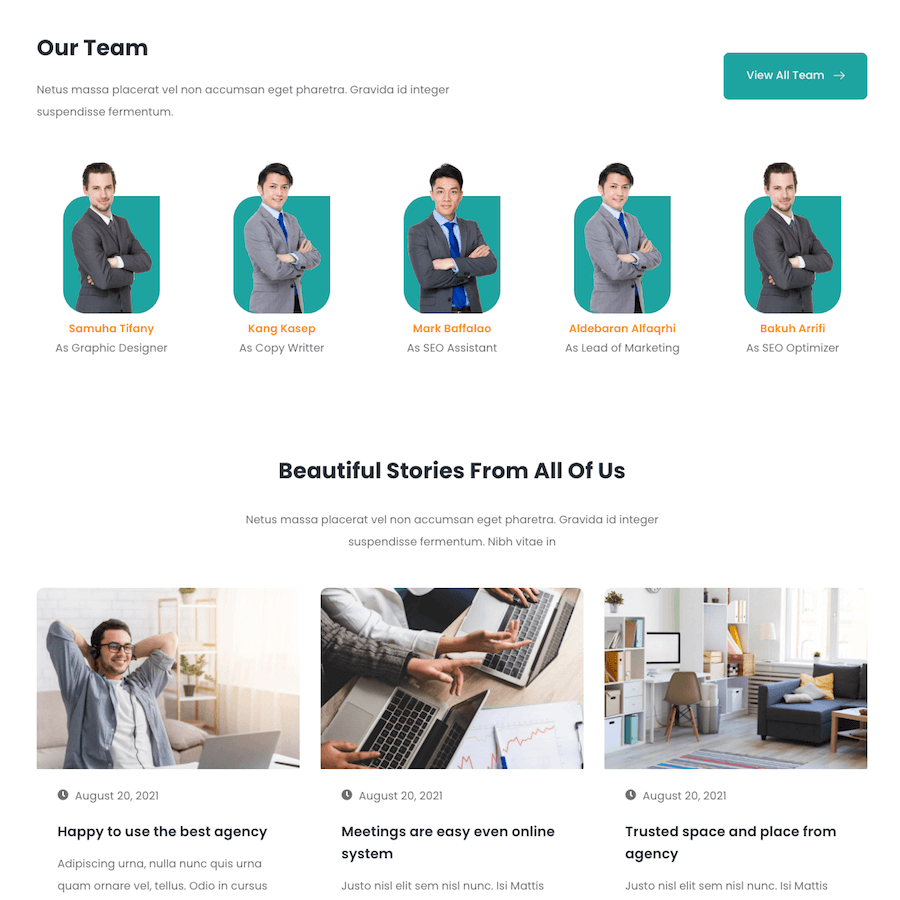 Our Team
Netus massa placerat vel non accumsan eget pharetra. Gravida id integer
suspendisse fermentum.
View All Team
Samuha Tifany
As Graphic Designer
Kang Kasep
As Copy Writter
Mark Baffalao
As SEO Assistant
Aldebaran Alfaqrhi
As Lead of Marketing
Bakuh Arrifi
As SEO Optimizer
Beautiful Stories From All Of Us
Netus massa placerat vel non accumsan eget pharetra. Gravida id integer
suspendisse fermentum. Nibh vitae in
August 20, 2021
Happy to use the best agency
Adipiscing urna, nulla nunc quis urna
quam ornare vel, tellus. Odio in cursus
August 20, 2021
Meetings are easy even online
system
Justo nisl elit sem nisl nunc. Isi Mattis
August 20, 2021
Trusted space and place from
agency
Justo nisl elit sem nisl nunc. Isi Mattis